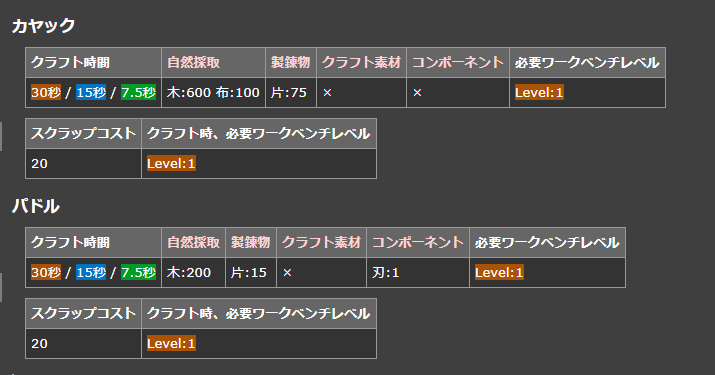 カヤック
クラフト時間 自然採取 製錬物 クラフト素材 コンポーネント 必要ワークベンチレベル
30秒 / 15秒 / 7.5秒 木:600 布:100 片:75 × × Level:1
スクラップコスト クラフト時、必要ワークベンチレベル
20 Level:1
パドル
クラフト時間 自然採取 製錬物 クラフト素材 コンポーネント 必要ワークベンチレベル
30秒 / 15秒 / 7.5秒 木:200 片:15 × 刃:1 Level:1
スクラップコスト クラフト時、必要ワークベンチレベル
20 Level:1